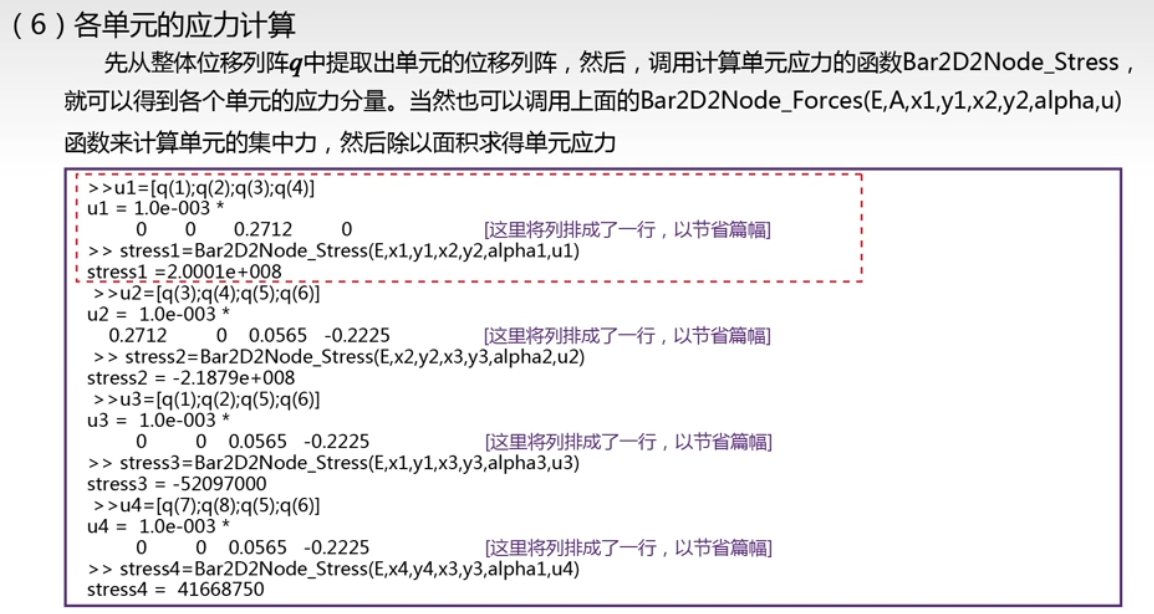 （6）各单元的应力计算
先从整体位移列阵q中提取出单元的位移列阵，然后，调用计算单元应力的函数Bar2D2Node_Stress，
就可以得到各个单元的应力分量。当然也可以调用上面的Bar2D2Node_Forces(E,A,x1,y1,x2,y2,alpha,u)
函数来计算单元的集中力，然后除以面积求得单元应力
>>u1=[q(1);q(2);q(3);q(4)]
u1 = 1.0e-003 *
0 0 0.2712 0 [这里将列排成了一行，以节省篇幅]
>> stress1=Bar2D2Node_Stress(E,x1,y1,x2,y2,alpha1,u1)
stress1 =2.0001e+008
>>u2=[q(3);q(4);q(5);q(6)]
u2 = 1.0e-003 *
0.2712 0 0.0565 -0.2225 [这里将列排成了一行，以节省篇幅]
>> stress2=Bar2D2Node_Stress(E,x2,y2,x3,y3,alpha2,u2)
stress2 = -2.1879e+008
>>u3=[q(1);q(2);q(5);q(6)]
u3 = 1.0e-003 *
0 0 0.0565 -0.2225 [这里将列排成了一行，以节省篇幅]
>> stress3=Bar2D2Node_Stress(E,x1,y1,x3,y3,alpha3,u3)
stress3 = -52097000
>>u4=[q(7);q(8);q(5);q(6)]
u4 = 1.0e-003 *
0 0 0.0565 -0.2225 [这里将列排成了一行，以节省篇幅]
>> stress4=Bar2D2Node_Stress(E,x4,y4,x3,y3,alpha1,u4)
stress4 = 41668750